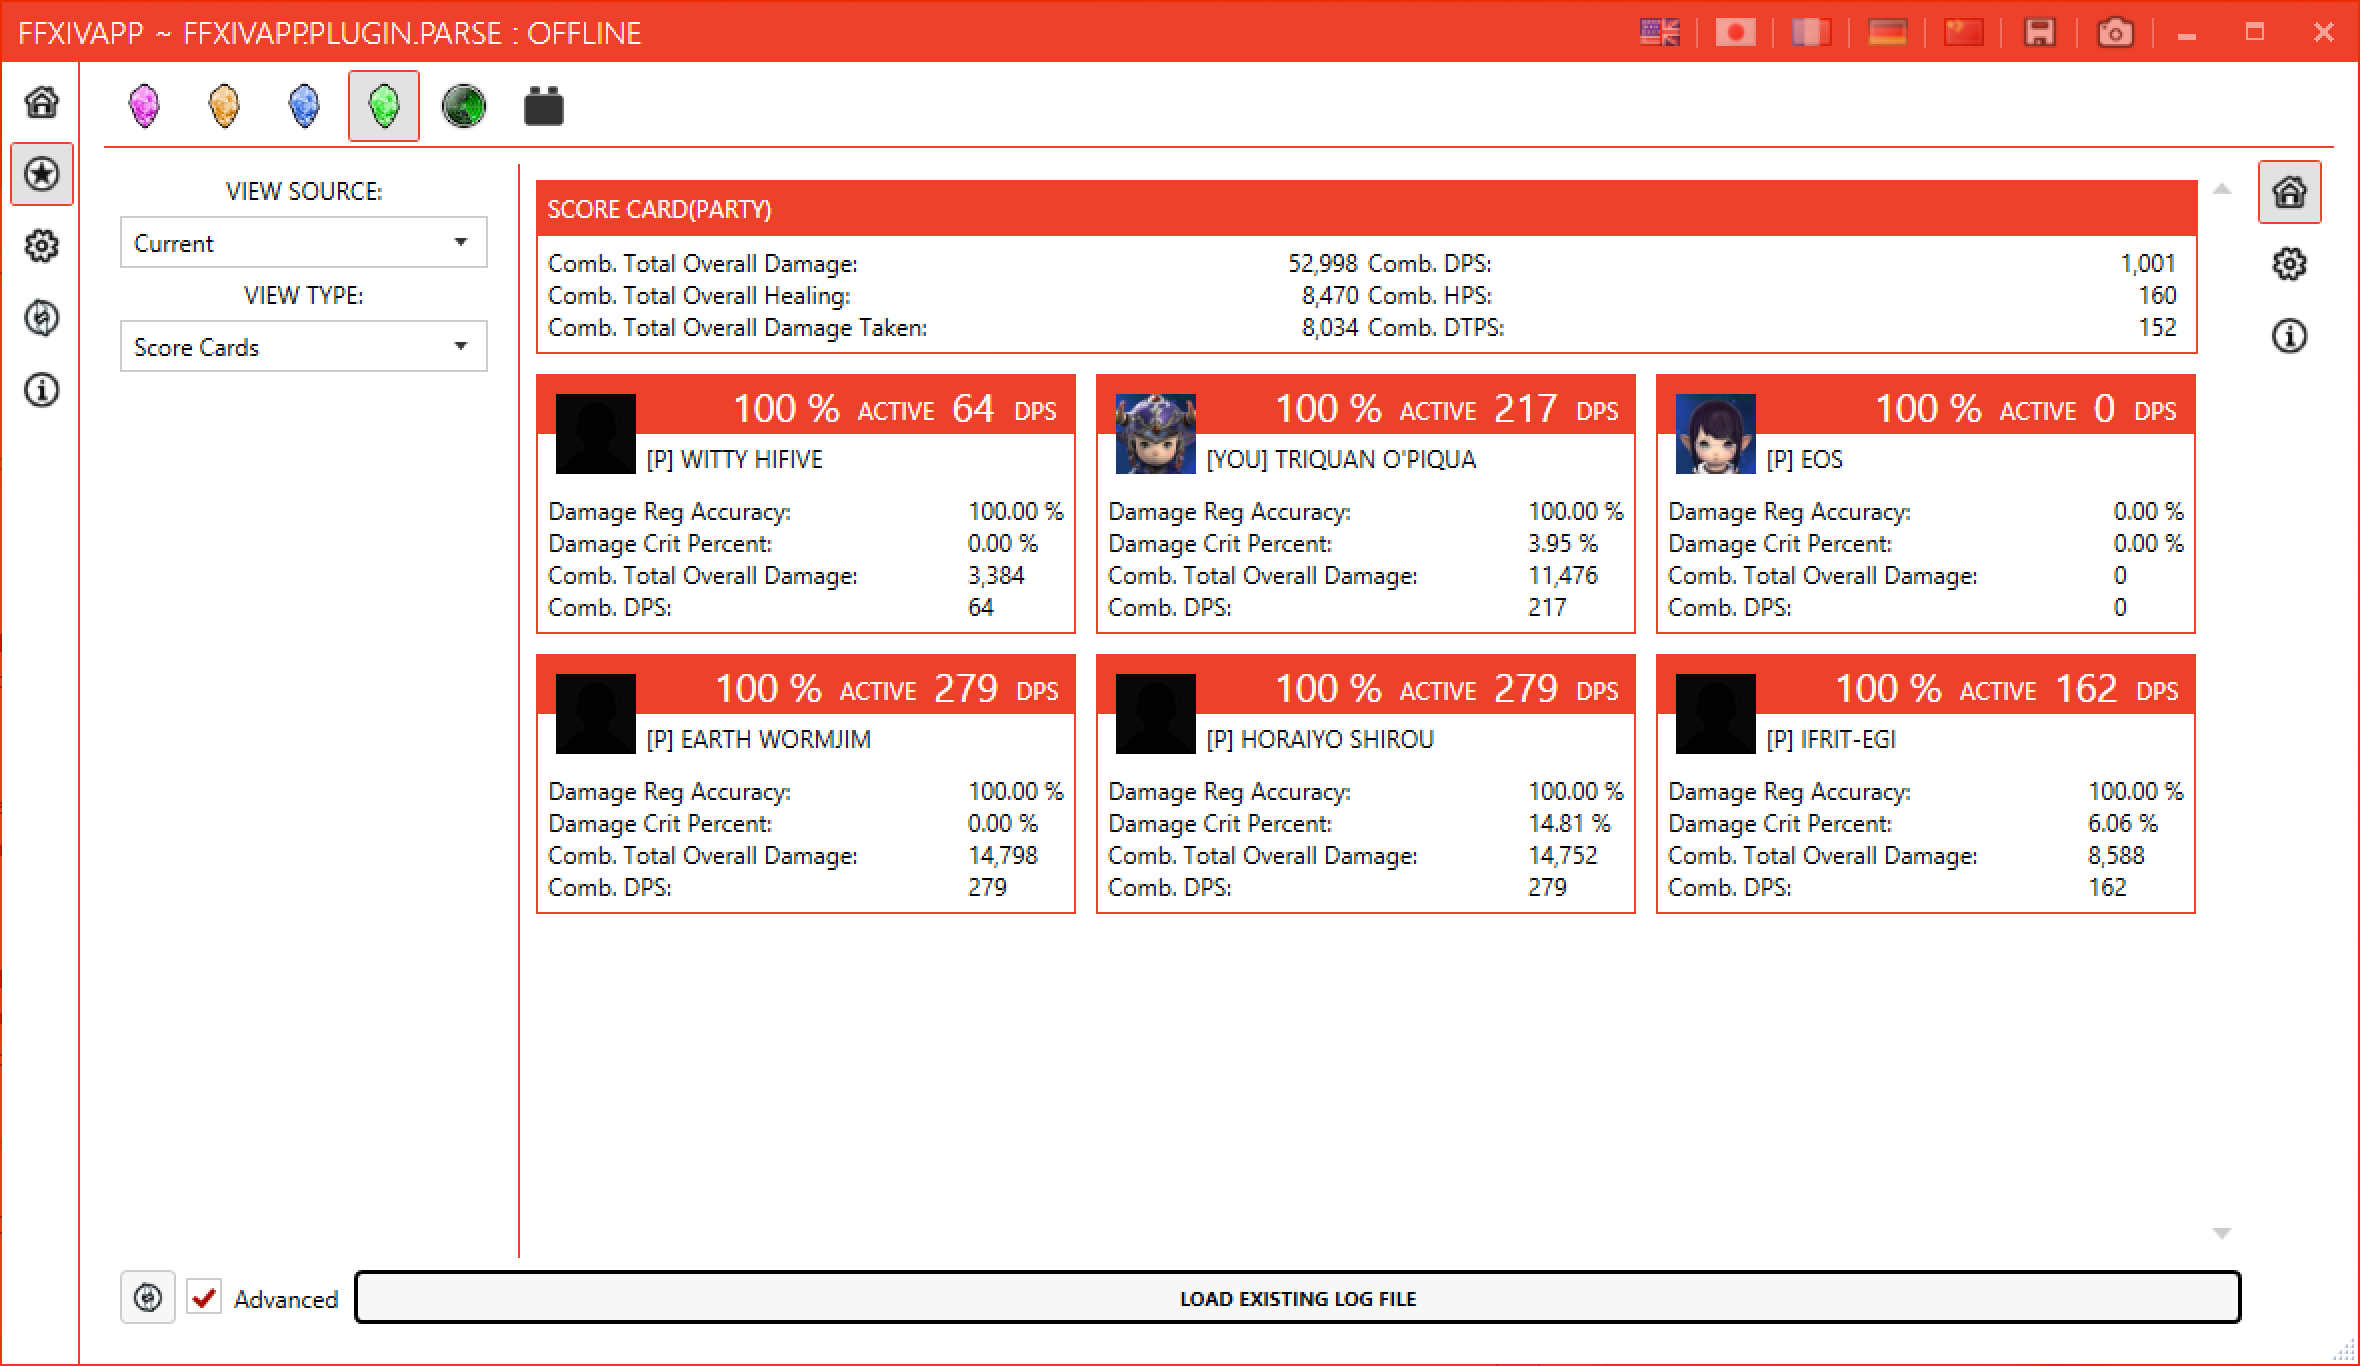 FFXIVAPP ~ FFXIVAPP.PLUGIN.PARSE : OFFLINE
VIEW SOURCE:
Current
VIEW TYPE:
Score Cards
SCORE CARD(PARTY)
Comb. Total Overall Damage: 52,998 Comb. DPS: 1,001
Comb. Total Overall Healing: 8,470 Comb. HPS: 160
Comb. Total Overall Damage Taken: 8,034 Comb. DTPS: 152
100 % ACTIVE 64 DPS
[P] WITTY HIFIVE
Damage Reg Accuracy: 100.00 %
Damage Crit Percent: 0.00 %
Comb. Total Overall Damage: 3,384
Comb. DPS: 64
100 % ACTIVE 217 DPS
[YOU] TRIQUAN O'PIQUA
Damage Reg Accuracy: 100.00 %
Damage Crit Percent: 3.95 %
Comb. Total Overall Damage: 11,476
Comb. DPS: 217
100 % ACTIVE 0 DPS
[P] EOS
Damage Reg Accuracy: 0.00 %
Damage Crit Percent: 0.00 %
Comb. Total Overall Damage: 0
Comb. DPS: 0
100 % ACTIVE 279 DPS
[P] EARTH WORMJIM
Damage Reg Accuracy: 100.00 %
Damage Crit Percent: 0.00 %
Comb. Total Overall Damage: 14,798
Comb. DPS: 279
100 % ACTIVE 279 DPS
[P] HORAIYO SHIROU
Damage Reg Accuracy: 100.00 %
Damage Crit Percent: 14.81 %
Comb. Total Overall Damage: 14,752
Comb. DPS: 279
100 % ACTIVE 162 DPS
[P] IFRIT-EGI
Damage Reg Accuracy: 100.00 %
Damage Crit Percent: 6.06 %
Comb. Total Overall Damage: 8,588
Comb. DPS: 162
Advanced
LOAD EXISTING LOG FILE